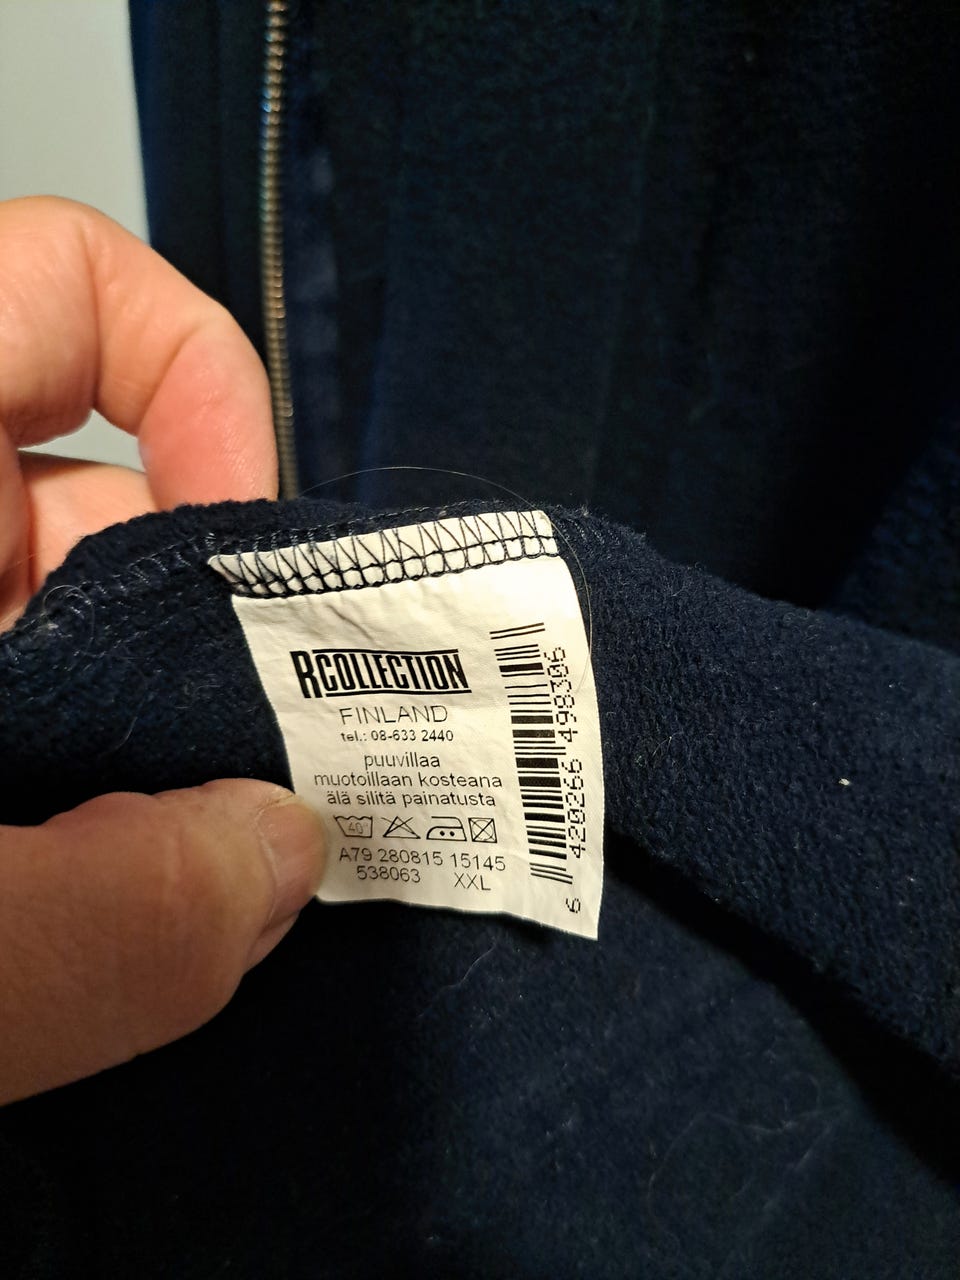 RCOLLECTION
FINLAND
tel.: 08-633 2440
puuvillaa
muotoillaan kosteana
älä silitä painatusta
40
A79 280815 15145
538063 XXL
6 420266 498306